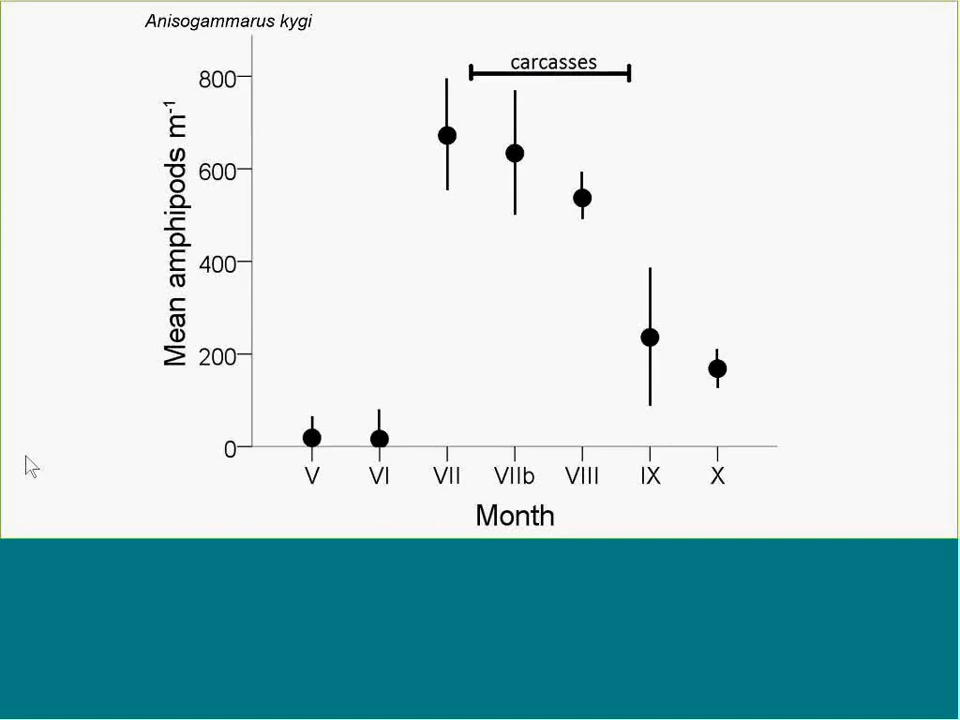 Anisogammarus kygi
carcasses
800
600
400
200
0
Mean amphipods m-1
V VI VII VIIb VIII IX X
Month